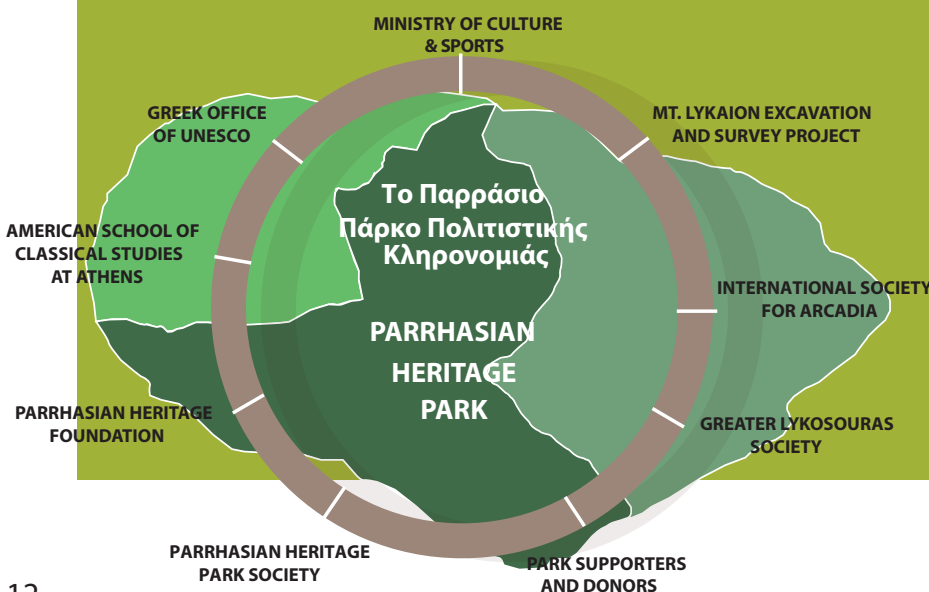 MINISTRY OF CULTURE
& SPORTS
GREEK OFFICE
OF UNESCO
MT. LYKAION EXCAVATION
AND SURVEY PROJECT
Το Παρράσιο
Πάρκο Πολιτιστικής
Κληρονομιάς
AMERICAN SCHOOL OF
CLASSICAL STUDIES
AT ATHENS
INTERNATIONAL SOCIETY
FOR ARCADIA
PARRHASIAN
HERITAGE
PARK
PARRHASIAN HERITAGE
FOUNDATION
GREATER LYKOSOURAS
SOCIETY
PARRHASIAN HERITAGE
PARK SOCIETY
PARK SUPPORTERS
AND DONORS
12